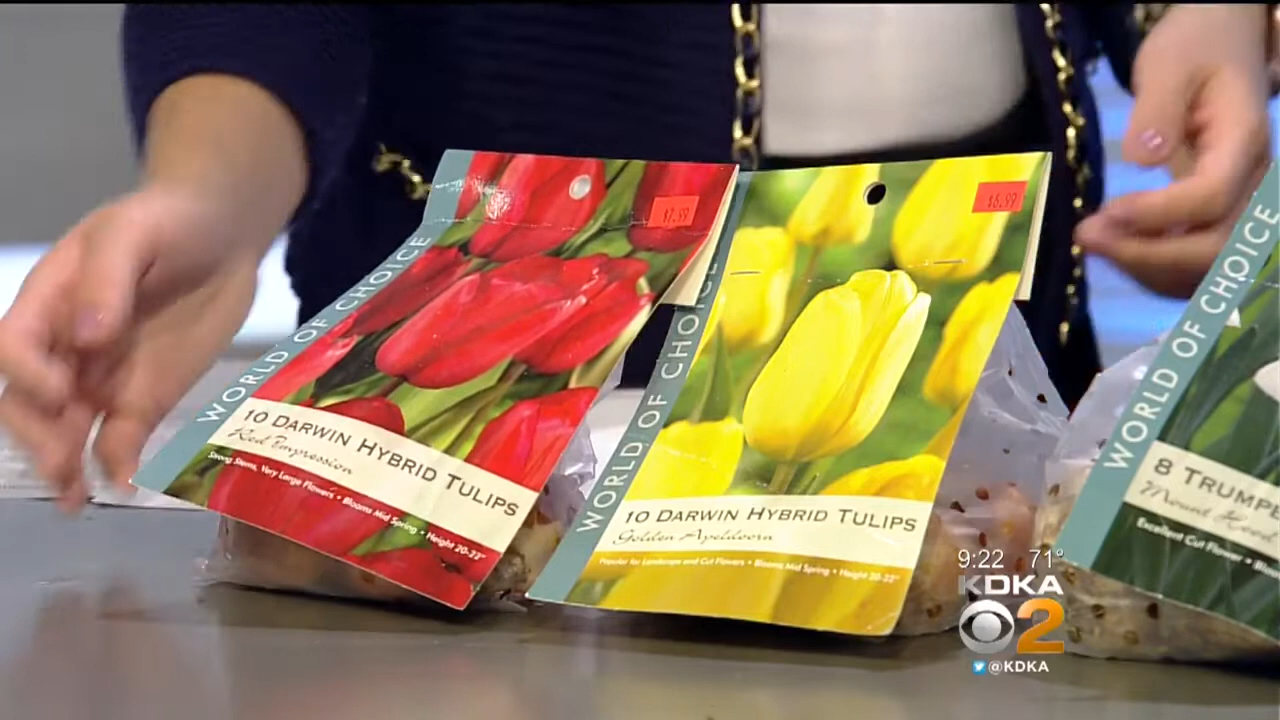 WORLD OF CHOICE
$7.99
10 DARWIN HYBRID TULIPS
Red Impression
Strong Stems, Very Large Flowers • Blooms Mid Spring • Height 20-22"
WORLD OF CHOICE
$6.99
10 DARWIN HYBRID TULIPS
Golden Apeldoorn
Popular for Landscape and Cut Flowers • Blooms Mid Spring • Height 20-22"
WORLD OF CHOICE
8 TRUMPE
Mount Hood
Excellent Cut Flower • Bloo
9:22 71°
KDKA
2
@KDKA